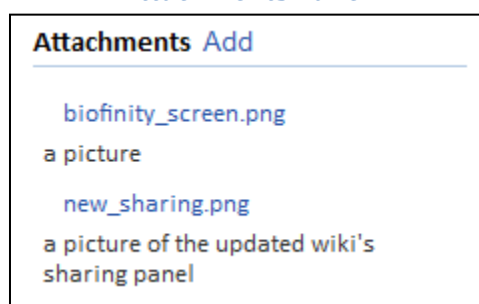 Attachments Add
biofinity_screen.png
a picture
new_sharing.png
a picture of the updated wiki's
sharing panel